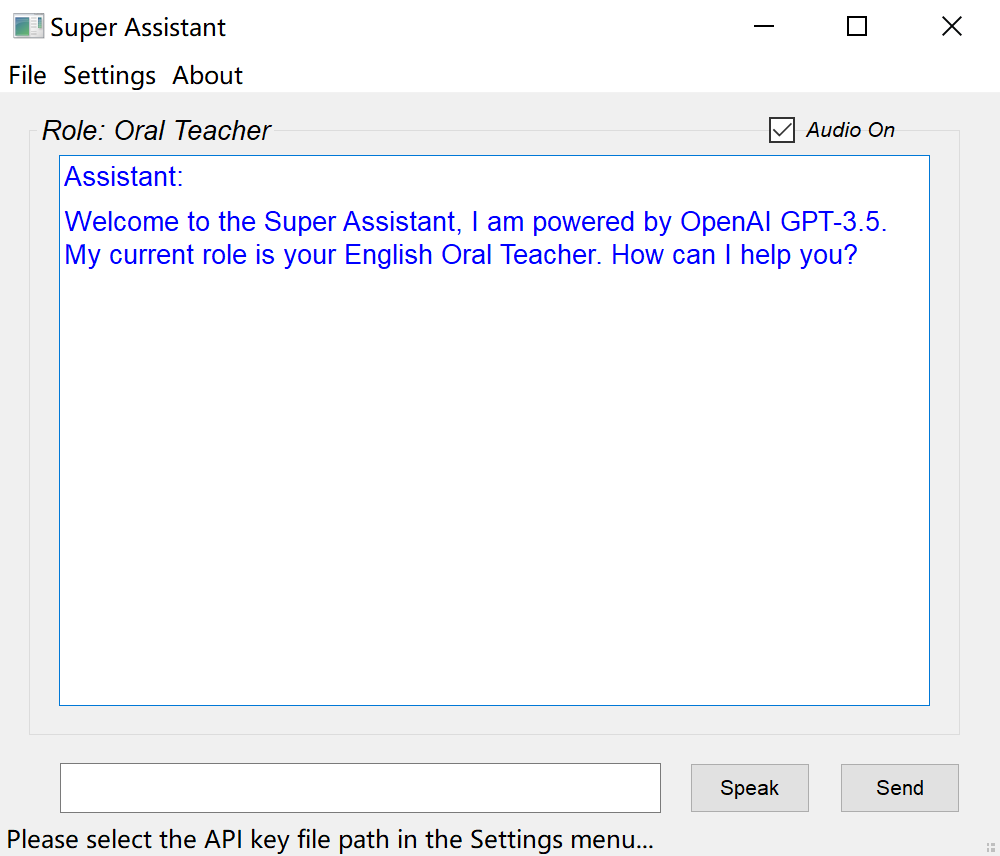 Super Assistant
File Settings About
Role: Oral Teacher Audio On
Assistant:
Welcome to the Super Assistant, I am powered by OpenAI GPT-3.5.
My current role is your English Oral Teacher. How can I help you?
Speak Send
Please select the API key file path in the Settings menu...